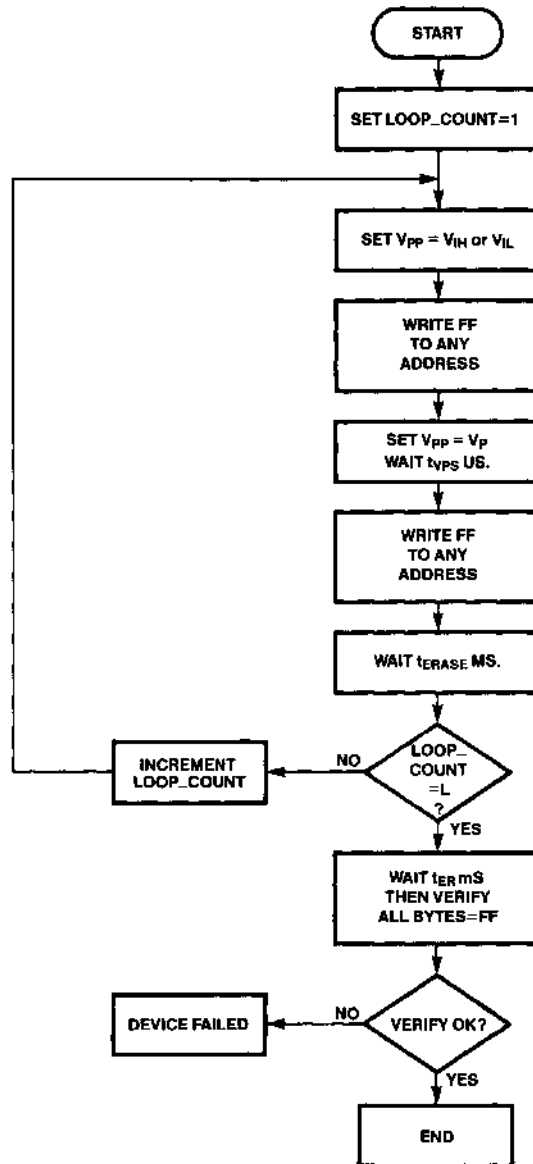 START
SET LOOP_COUNT=1
SET VPP = VIH or VIL
WRITE FF
TO ANY
ADDRESS
SET VPP = VP
WAIT tVPS US.
WRITE FF
TO ANY
ADDRESS
WAIT tERASE MS.
LOOP_
COUNT
=L
?
NO
INCREMENT
LOOP_COUNT
YES
WAIT tER mS
THEN VERIFY
ALL BYTES=FF
VERIFY OK?
NO
DEVICE FAILED
YES
END